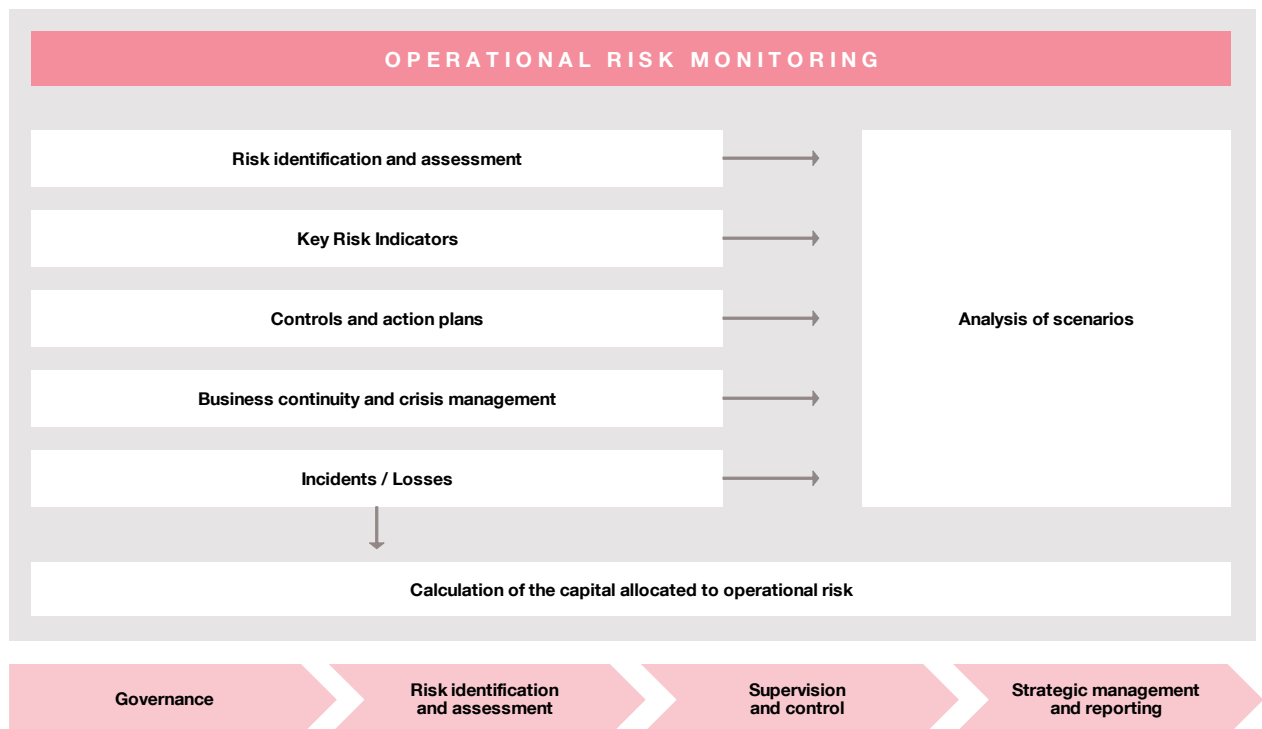 OPERATIONAL RISK MONITORING
Risk identification and assessment
Key Risk Indicators
Controls and action plans
Business continuity and crisis management
Incidents / Losses
Analysis of scenarios
Calculation of the capital allocated to operational risk
Governance
Risk identification
and assessment
Supervision
and control
Strategic management
and reporting